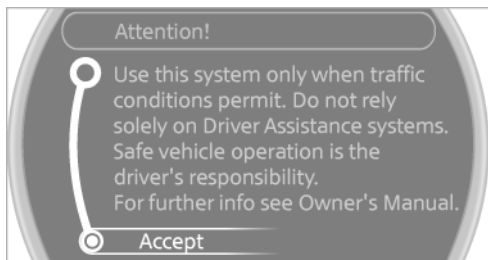 Attention!
Use this system only when traffic
conditions permit. Do not rely
solely on Driver Assistance systems.
Safe vehicle operation is the
driver's responsibility.
For further info see Owner's Manual.
Accept